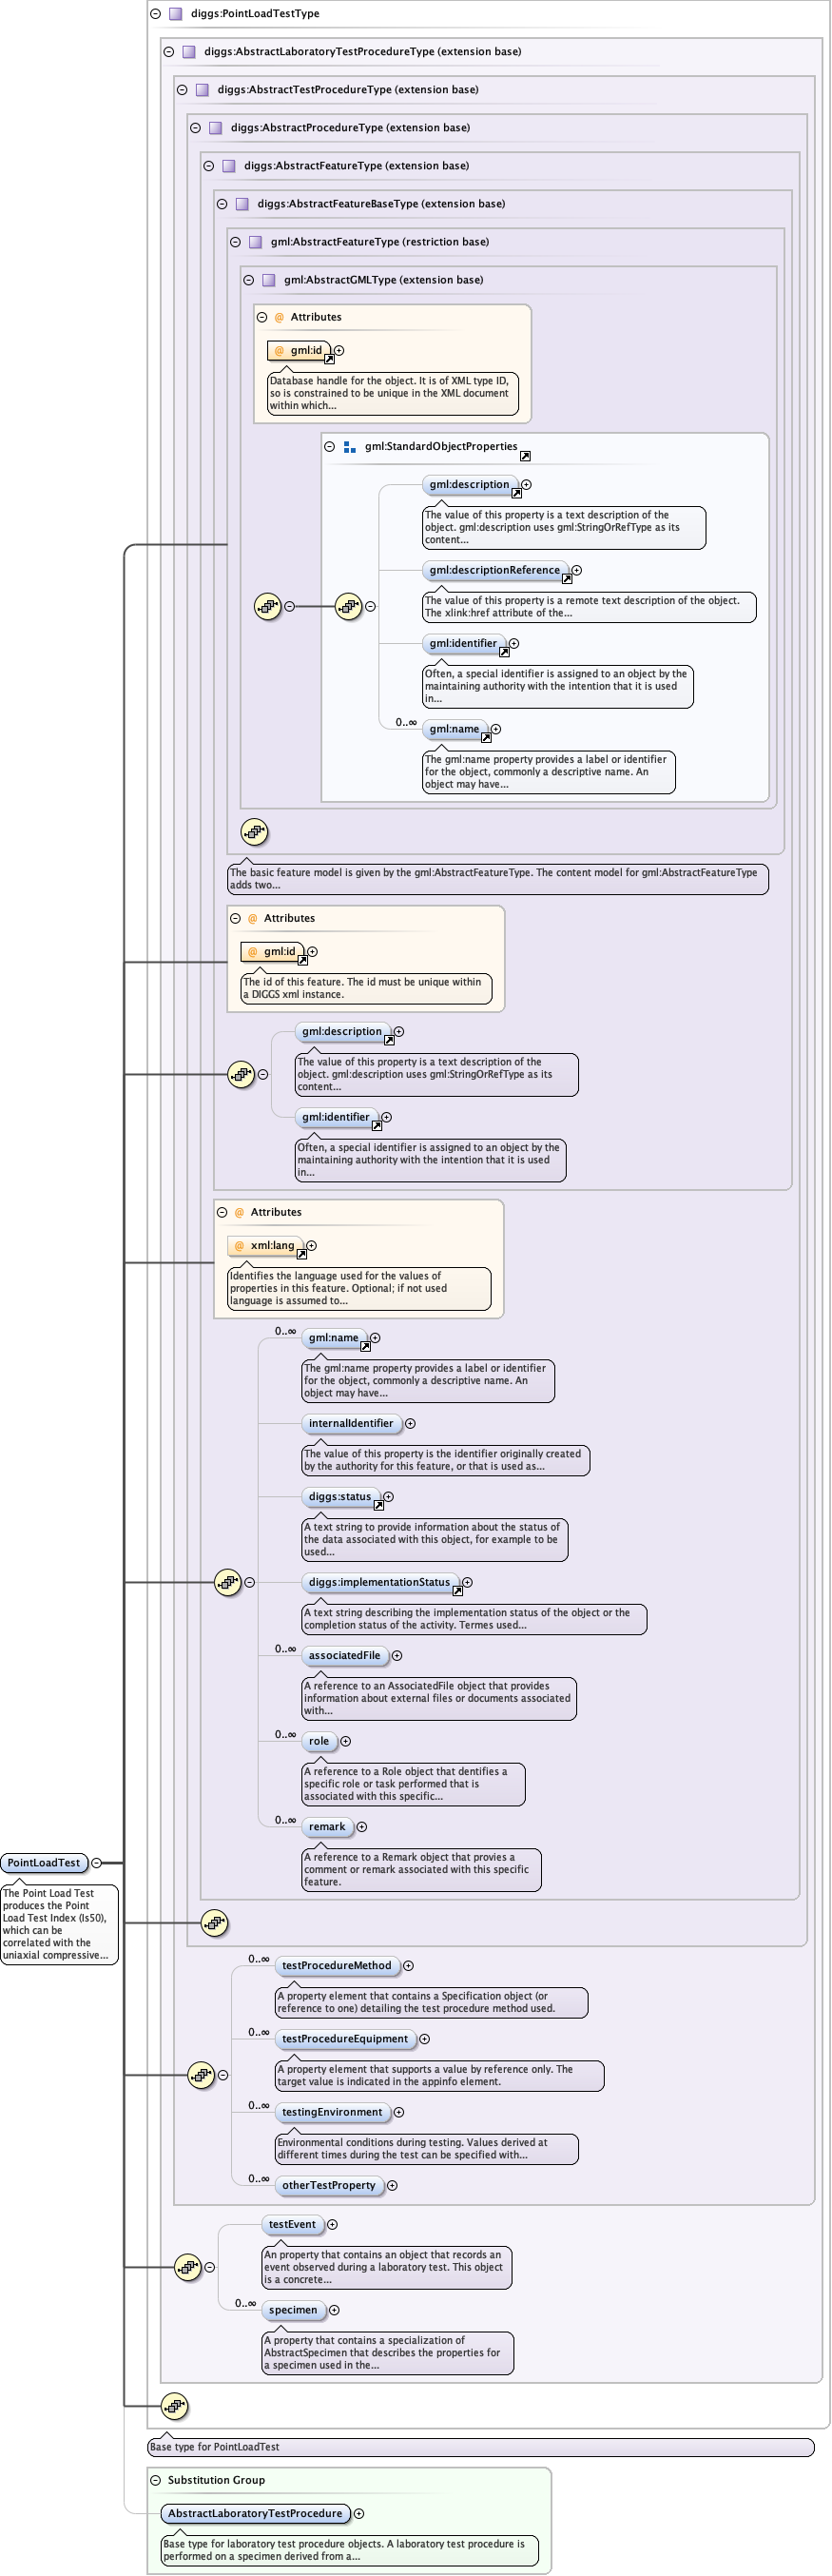 diggs:PointLoadTestType
diggs:AbstractLaboratoryTestProcedureType (extension base)
diggs:AbstractTestProcedureType (extension base)
diggs:AbstractProcedureType (extension base)
diggs:AbstractFeatureType (extension base)
diggs:AbstractFeatureBaseType (extension base)
gml:AbstractFeatureType (restriction base)
gml:AbstractGMLType (extension base)
@ Attributes
@ gml:id
Database handle for the object. It is of XML type ID,
so is constrained to be unique in the XML document
within which...
gml:StandardObjectProperties
gml:description
The value of this property is a text description of the
object. gml:description uses gml:StringOrRefType as its
content...
gml:descriptionReference
The value of this property is a remote text description of the object.
The xlink:href attribute of the...
gml:identifier
Often, a special identifier is assigned to an object by the
maintaining authority with the intention that it is used
in...
0..∞
gml:name
The gml:name property provides a label or identifier
for the object, commonly a descriptive name. An
object may have...
The basic feature model is given by the gml:AbstractFeatureType. The content model for gml:AbstractFeatureType
adds two...
@ Attributes
@ gml:id
The id of this feature. The id must be unique within
a DIGGS xml instance.
gml:description
The value of this property is a text description of the
object. gml:description uses gml:StringOrRefType as its
content...
gml:identifier
Often, a special identifier is assigned to an object by the
maintaining authority with the intention that it is used
in...
@ Attributes
@ xml:lang
Identifies the language used for the values of
properties in this feature. Optional; if not used
language is assumed to...
0..∞
gml:name
The gml:name property provides a label or identifier
for the object, commonly a descriptive name. An
object may have...
internalIdentifier
The value of this property is the identifier originally created
by the authority for this feature, or that is used as...
diggs:status
A text string to provide information about the status of
the data associated with this object, for example to be
used...
diggs:implementationStatus
A text string describing the implementation status of the object or the
completion status of the activity. Termes used...
0..∞
associatedFile
A reference to an AssociatedFile object that provides
information about external files or documents associated
with...
0..∞
role
A reference to a Role object that dentifies a
specific role or task performed that is
associated with this specific...
0..∞
remark
A reference to a Remark object that provies a
comment or remark associated with this specific
feature.
PointLoadTest
The Point Load Test
produces the Point
Load Test Index (Is50),
which can be
correlated with the
uniaxial compressive...
0..∞
testProcedureMethod
A property element that contains a Specification object (or
reference to one) detailing the test procedure method used.
0..∞
testProcedureEquipment
A property element that supports a value by reference only. The
target value is indicated in the appinfo element.
0..∞
testingEnvironment
Environmental conditions during testing. Values derived at
different times during the test can be specified with...
0..∞
otherTestProperty
testEvent
An property that contains an object that records an
event observed during a laboratory test. This object
is a concrete...
0..∞
specimen
A property that contains a specialization of
AbstractSpecimen that describes the properties for
a specimen used in the...
Base type for PointLoadTest
Substitution Group
AbstractLaboratoryTestProcedure
Base type for laboratory test procedure objects. A laboratory test procedure is
performed on a specimen derived from a...